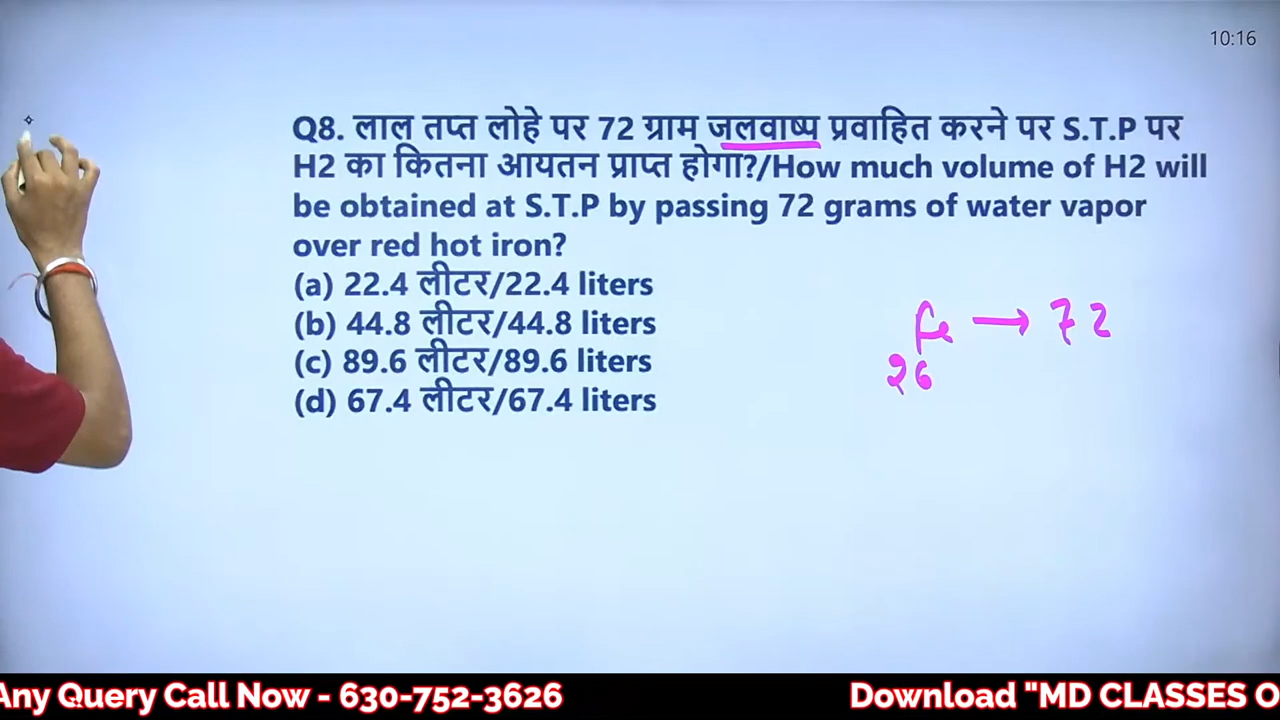 10:16
Q8. लाल तप्त लोहे पर 72 ग्राम जलवाष्प प्रवाहित करने पर S.T.P पर
H2 का कितना आयतन प्राप्त होगा?/How much volume of H2 will
be obtained at S.T.P by passing 72 grams of water vapor
over red hot iron?
(a) 22.4 लीटर/22.4 liters
(b) 44.8 लीटर/44.8 liters
(c) 89.6 लीटर/89.6 liters
(d) 67.4 लीटर/67.4 liters
Fe → 72
26
Any Query Call Now - 630-752-3626
Download "MD CLASSES O